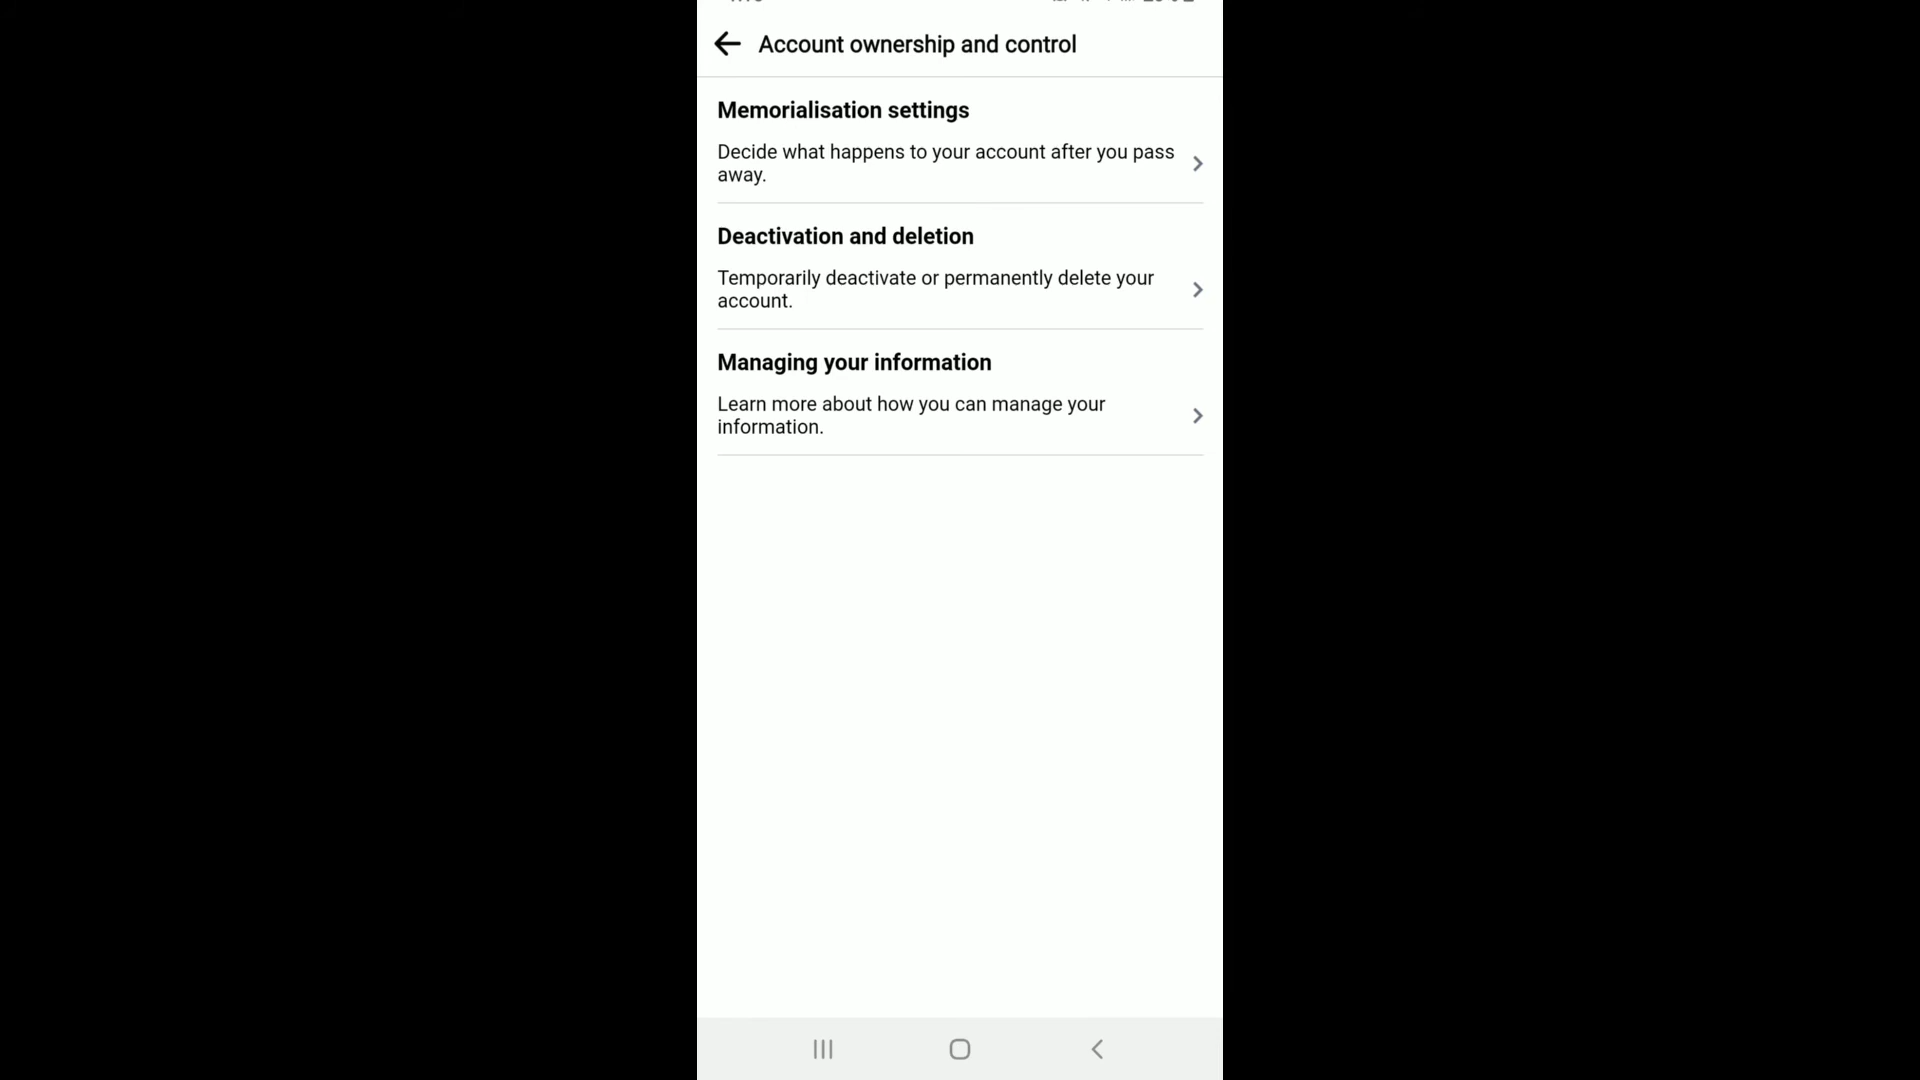 Account ownership and control
Memorialisation settings
Decide what happens to your account after you pass
away.
Deactivation and deletion
Temporarily deactivate or permanently delete your
account.
Managing your information
Learn more about how you can manage your
information.